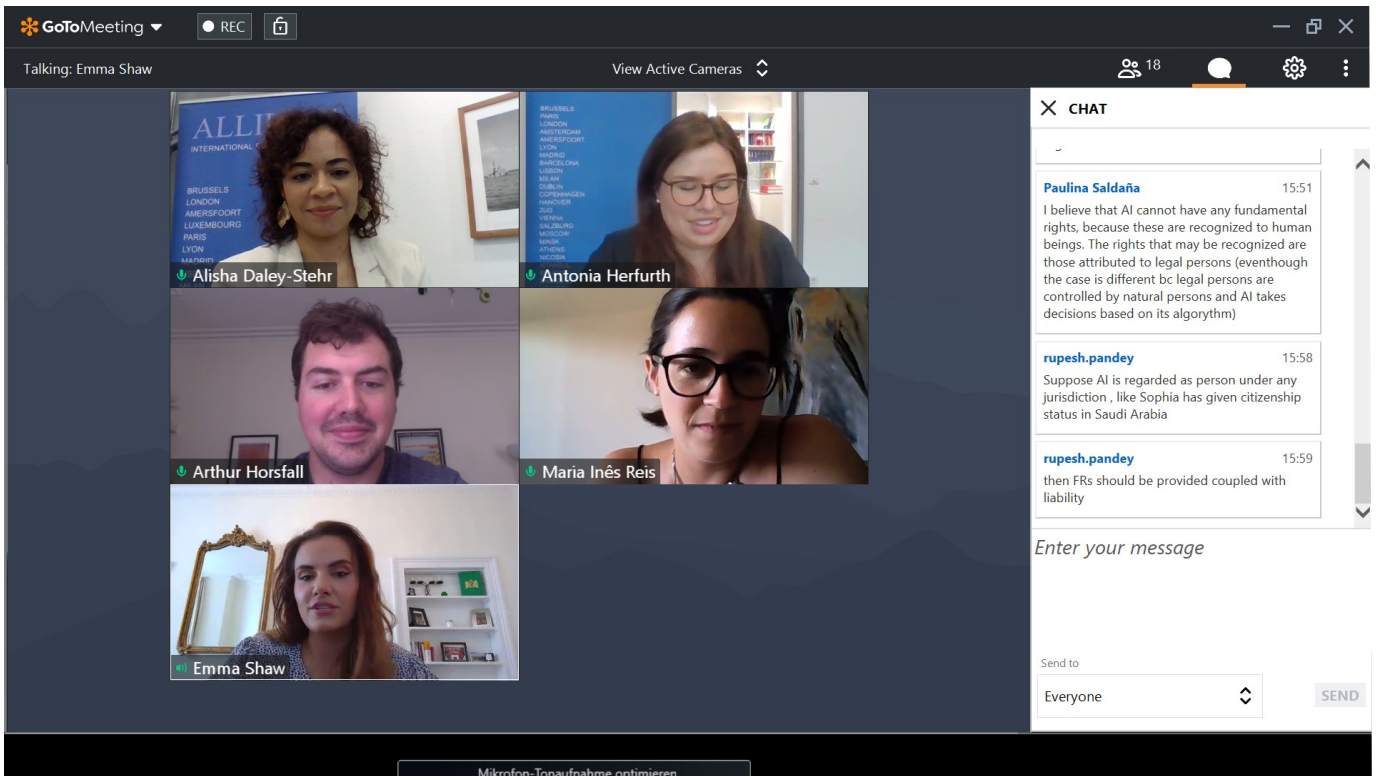 GoToMeeting
REC
Talking: Emma Shaw
View Active Cameras
18
ALLI
INTERNATIONAL
BRUSSELS
LONDON
AMERSFOORT
LUXEMBOURG
PARIS
LYON
MADRID
Alisha Daley-Stehr
BRUSSELS
PARIS
LONDON
AMSTERDAM
AMERSFOORT
LYON
MADRID
BARCELONA
LISBON
MILAN
DUBLIN
COPENHAGEN
HANOVER
ZUG
VIENNA
SALZBURG
MOSCOW
MINSK
ATHENS
NICOSIA
Antonia Herfurth
Arthur Horsfall
Maria Inês Reis
Emma Shaw
CHAT
Paulina Saldaña 15:51
I believe that AI cannot have any fundamental
rights, because these are recognized to human
beings. The rights that may be recognized are
those attributed to legal persons (eventhough
the case is different bc legal persons are
controlled by natural persons and AI takes
decisions based on its algorythm)
rupesh.pandey 15:58
Suppose AI is regarded as person under any
jurisdiction , like Sophia has given citizenship
status in Saudi Arabia
rupesh.pandey 15:59
then FRs should be provided coupled with
liability
Enter your message
Send to
Everyone
SEND
Mikrofon-Tonaufnahme optimieren